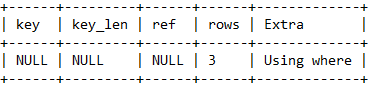 +------+---------+------+------+-------------+
| key  | key_len | ref  | rows | Extra       |
+------+---------+------+------+-------------+
| NULL | NULL    | NULL | 3    | Using where |
+------+---------+------+------+-------------+